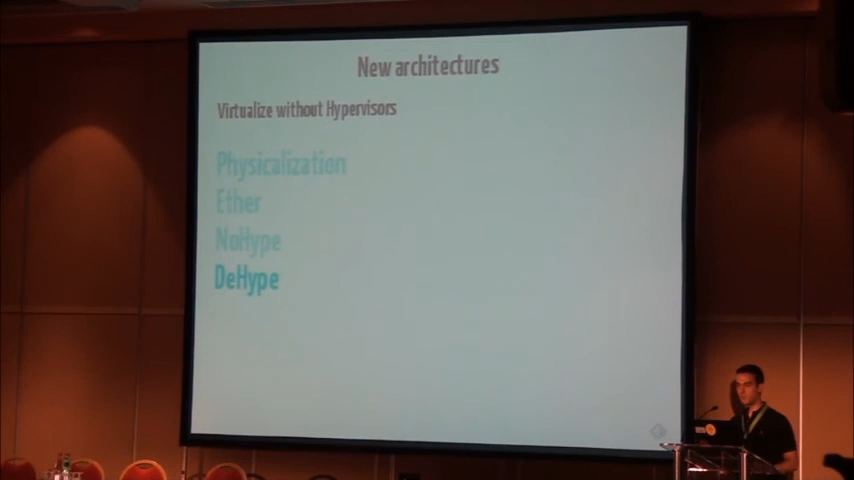 New architectures
Virtualize without Hypervisors
Physicalization
Ether
NoHype
DeHype